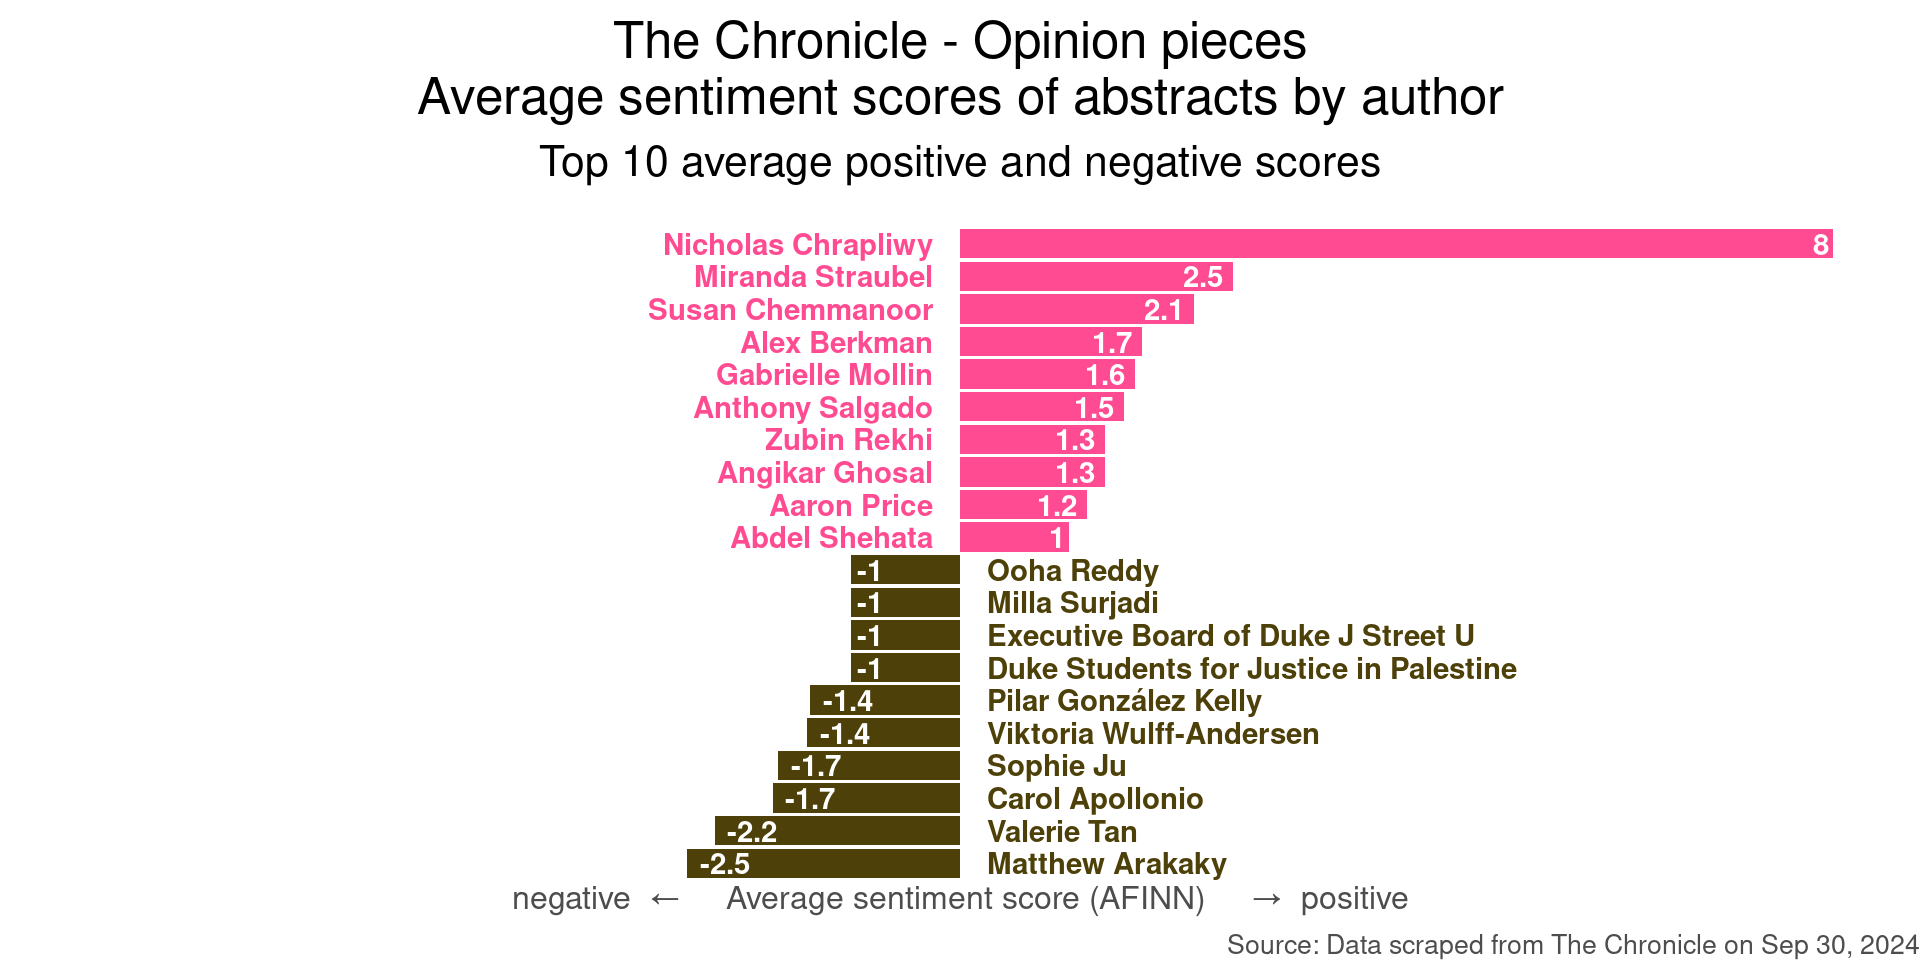 The Chronicle - Opinion pieces
Average sentiment scores of abstracts by author
Top 10 average positive and negative scores
Nicholas Chrapliwy 8
Miranda Straubel 2.5
Susan Chemmanoor 2.1
Alex Berkman 1.7
Gabrielle Mollin 1.6
Anthony Salgado 1.5
Zubin Rekhi 1.3
Angikar Ghosal 1.3
Aaron Price 1.2
Abdel Shehata 1
-1 Ooha Reddy
-1 Milla Surjadi
-1 Executive Board of Duke J Street U
-1 Duke Students for Justice in Palestine
-1.4 Pilar González Kelly
-1.4 Viktoria Wulff-Andersen
-1.7 Sophie Ju
-1.7 Carol Apollonio
-2.2 Valerie Tan
-2.5 Matthew Arakaky
negative ← Average sentiment score (AFINN) → positive
Source: Data scraped from The Chronicle on Sep 30, 2024